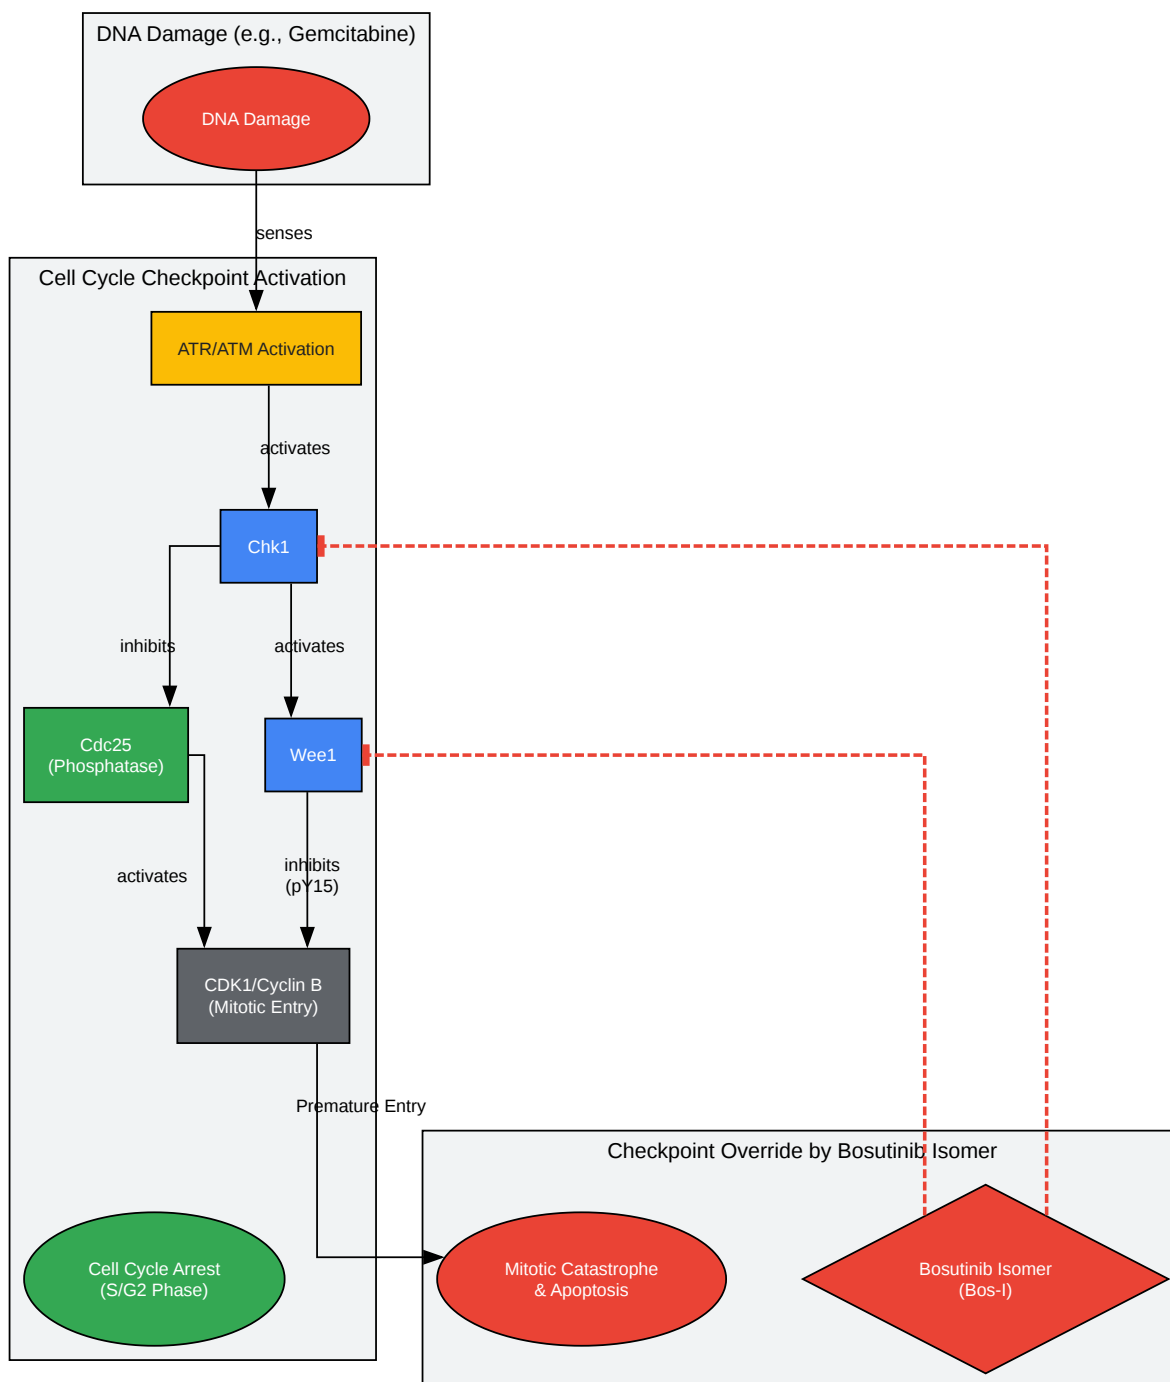 DNA Damage (e.g., Gemcitabine)
DNA Damage
senses
Cell Cycle Checkpoint Activation
ATR/ATM Activation
activates
Chk1
inhibits
activates
Cdc25
(Phosphatase)
Wee1
activates
inhibits
(pY15)
CDK1/Cyclin B
(Mitotic Entry)
Premature Entry
Checkpoint Override by Bosutinib Isomer
Cell Cycle Arrest
(S/G2 Phase)
Mitotic Catastrophe
& Apoptosis
Bosutinib Isomer
(Bos-I)